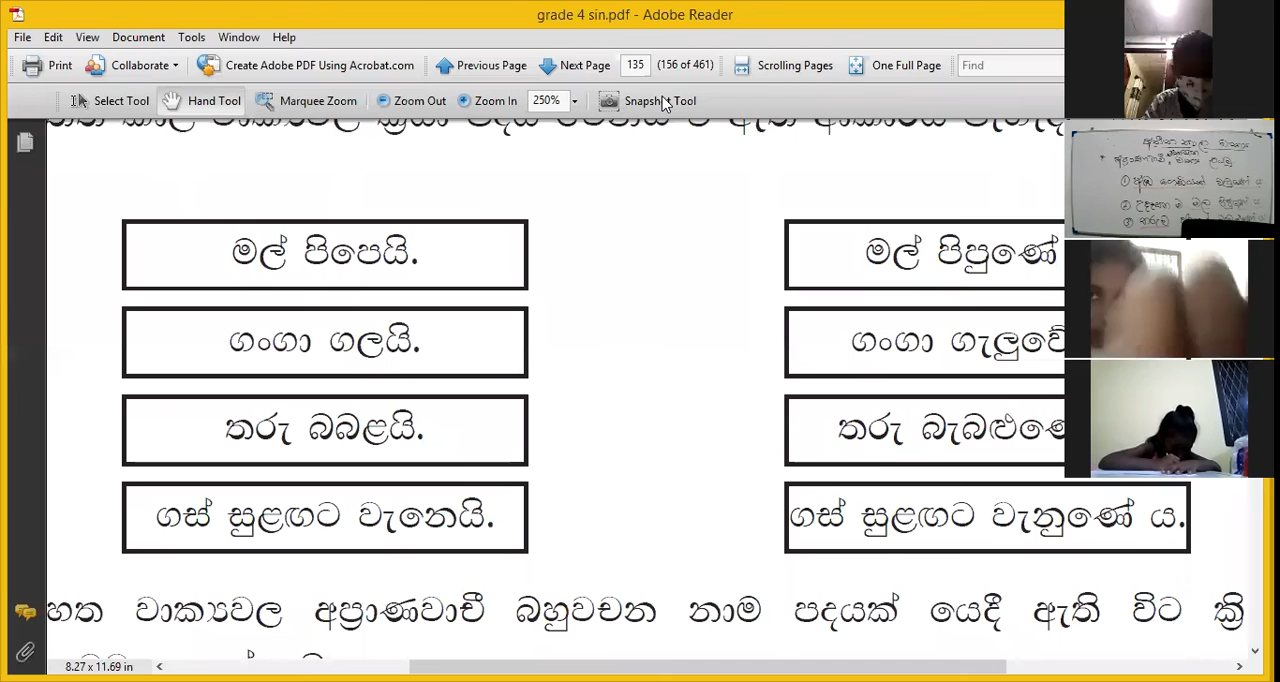 grade 4 sin.pdf - Adobe Reader
File Edit View Document Tools Window Help
Print Collaborate Create Adobe PDF Using Acrobat.com Previous Page Next Page 135 (156 of 461) Scrolling Pages One Full Page Find
Select Tool Hand Tool Marquee Zoom Zoom Out Zoom In 250% Snapshot Tool
මල් පිපෙයි.
මල් පිපුණේ
ගංගා ගලයි.
ගංගා ගැලුවේ
තරු බබළයි.
තරු බැබළුණේ
ගස් සුළඟට වැනෙයි.
ගස් සුළඟට වැනුණේ ය.
හත වාක්‍යවල අප්‍රාණවාචී බහුවචන නාම පදයක් යෙදී ඇති විට ක්‍රි
8.27 x 11.69 in